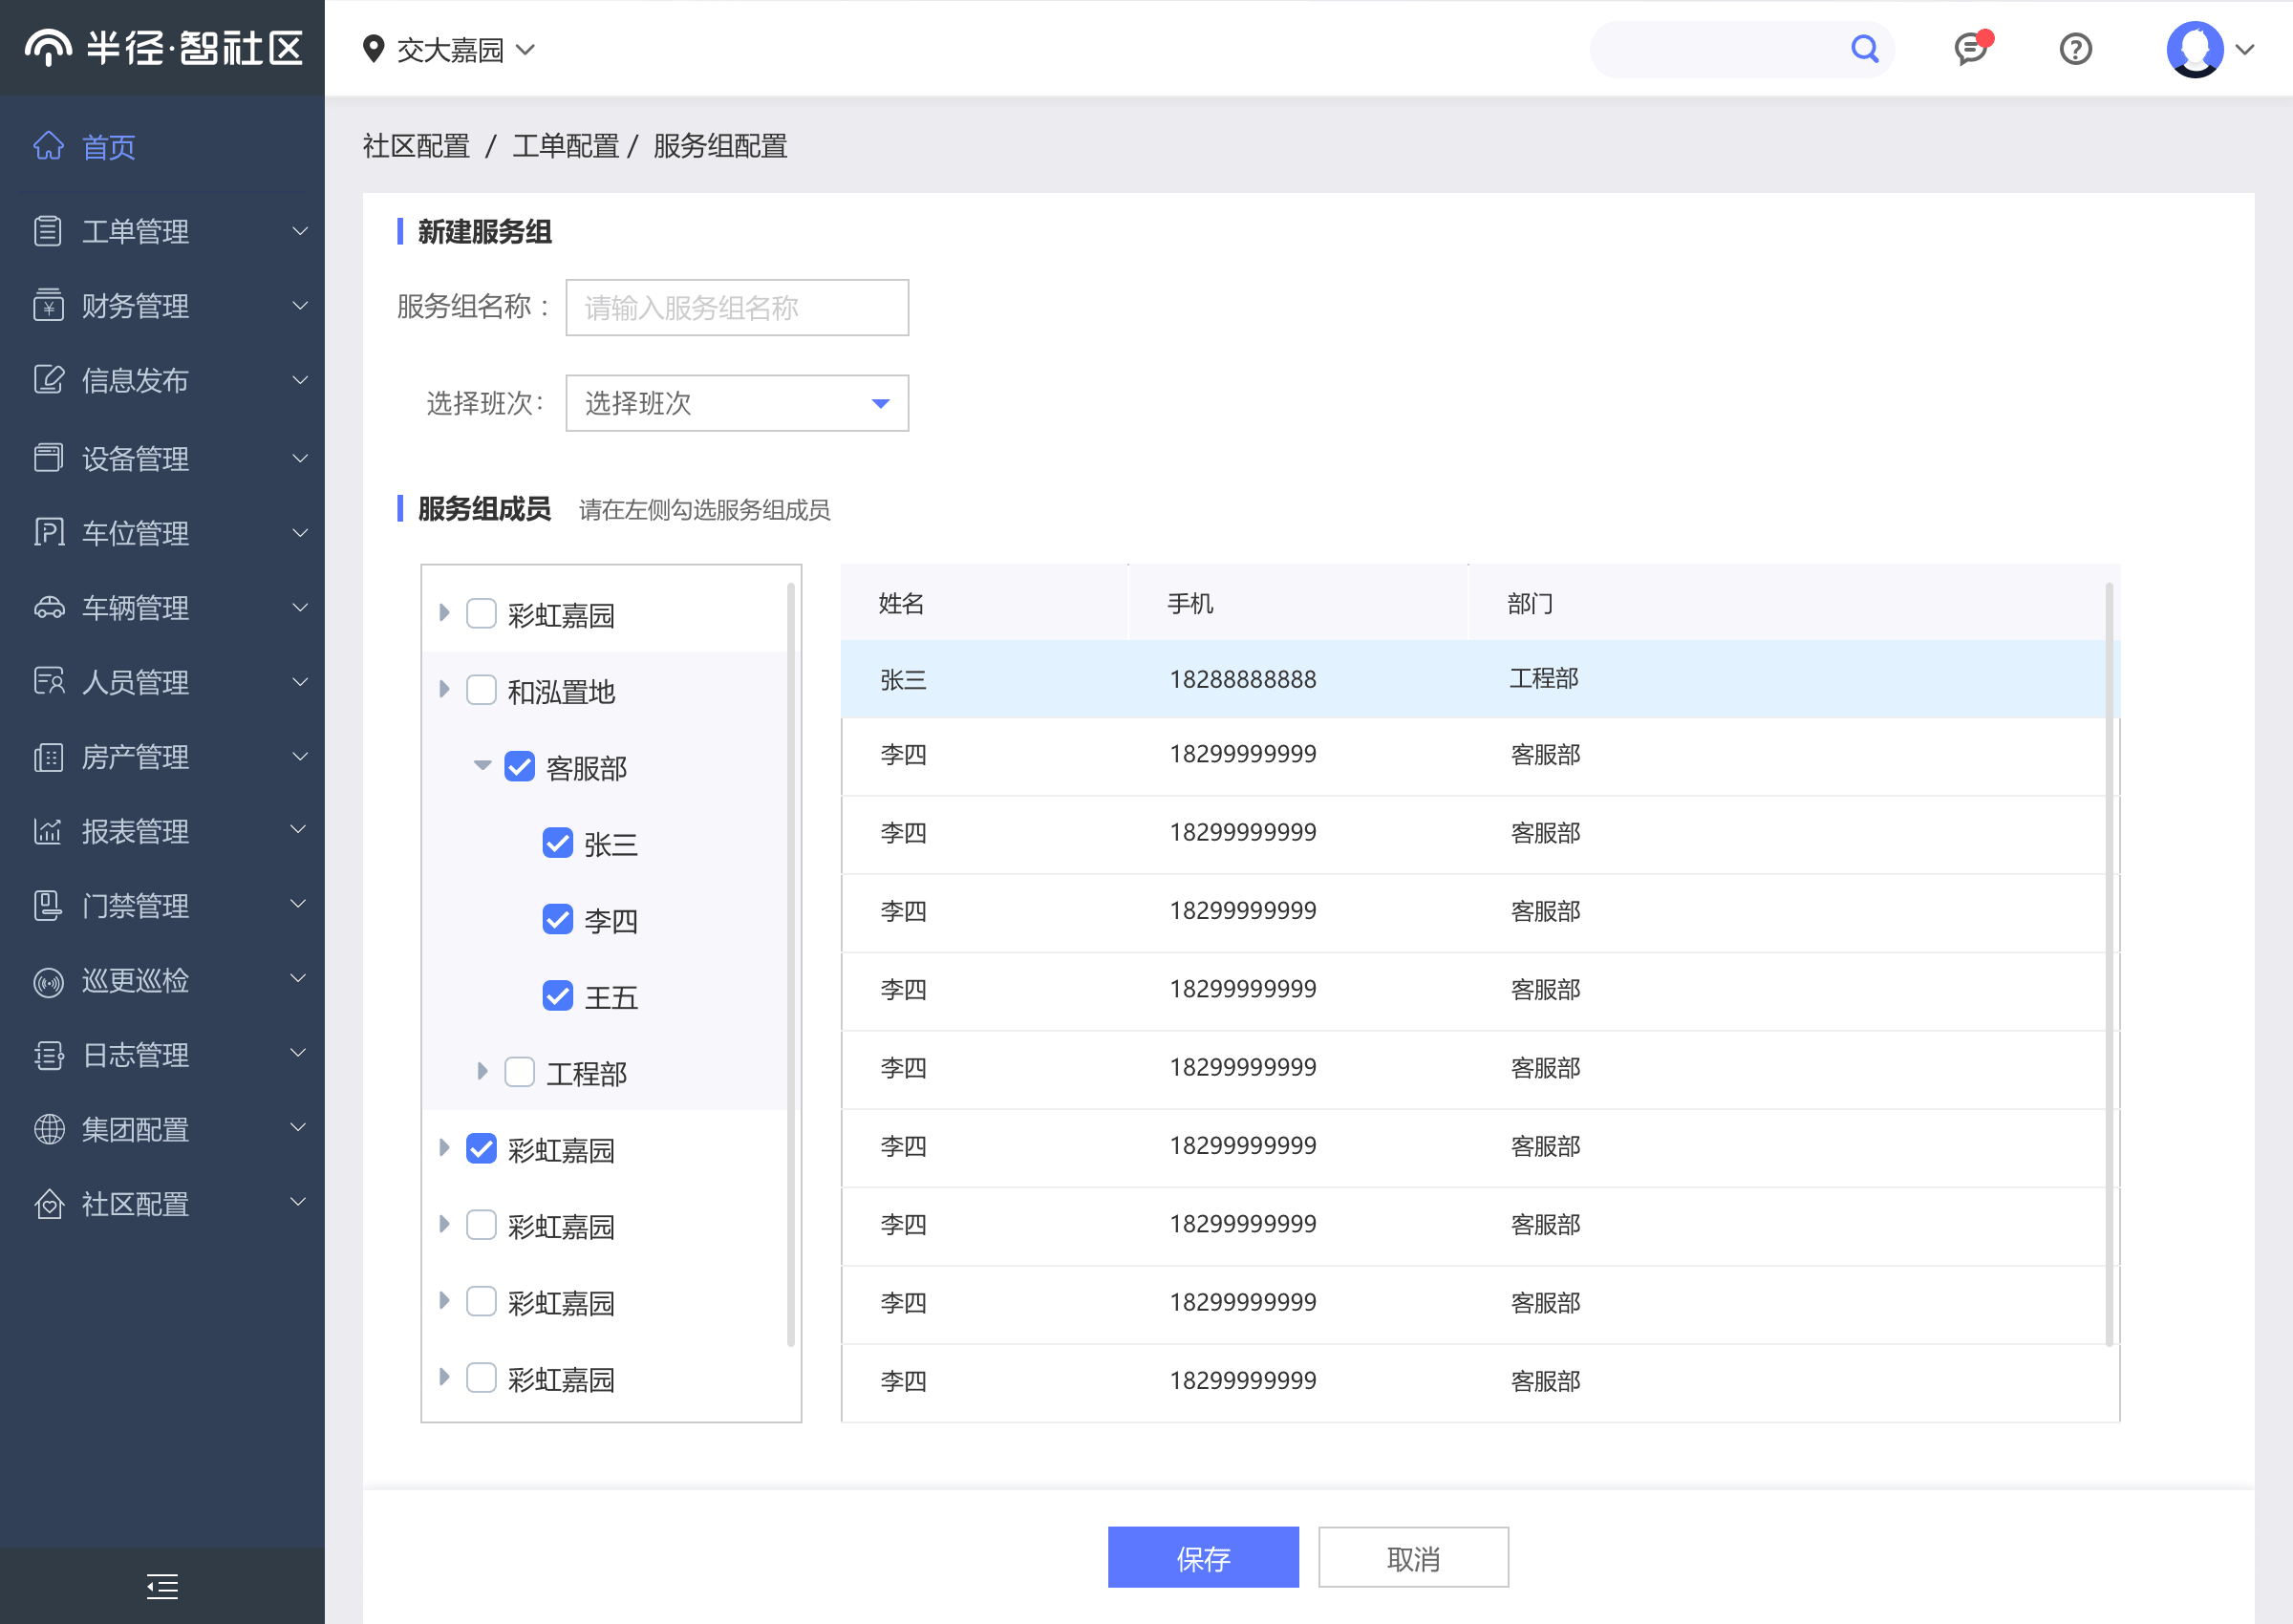 半径·智社区
交大嘉园
首页
工单管理
财务管理
信息发布
设备管理
车位管理
车辆管理
人员管理
房产管理
报表管理
门禁管理
巡更巡检
日志管理
集团配置
社区配置
社区配置 / 工单配置 / 服务组配置
新建服务组
服务组名称： 请输入服务组名称
选择班次： 选择班次
服务组成员 请在左侧勾选服务组成员
彩虹嘉园
和泓置地
客服部
张三
李四
王五
工程部
彩虹嘉园
彩虹嘉园
彩虹嘉园
彩虹嘉园
姓名 手机 部门
张三 18288888888 工程部
李四 18299999999 客服部
李四 18299999999 客服部
李四 18299999999 客服部
李四 18299999999 客服部
李四 18299999999 客服部
李四 18299999999 客服部
李四 18299999999 客服部
李四 18299999999 客服部
李四 18299999999 客服部
保存 取消